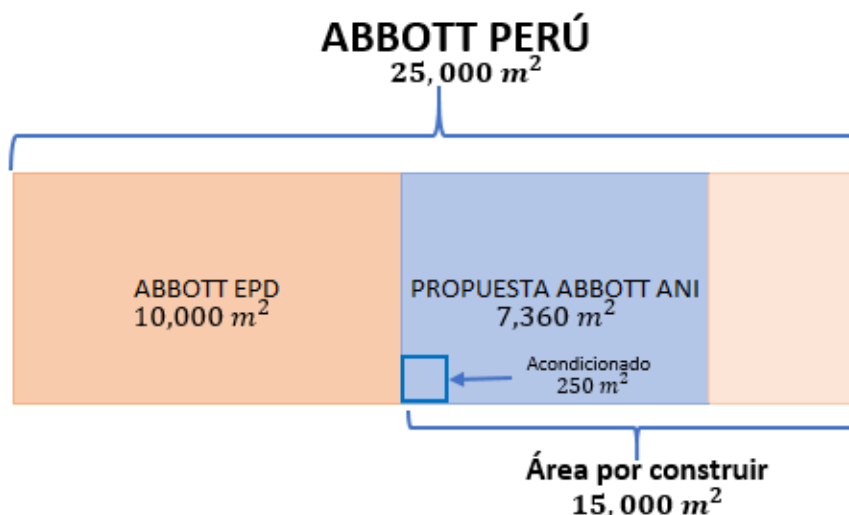 ABBOTT PERÚ
25,000 m²
ABBOTT EPD
10,000 m²
PROPUESTA ABBOTT ANI
7,360 m²
Acondicionado
250 m²
Área por construir
15,000 m²